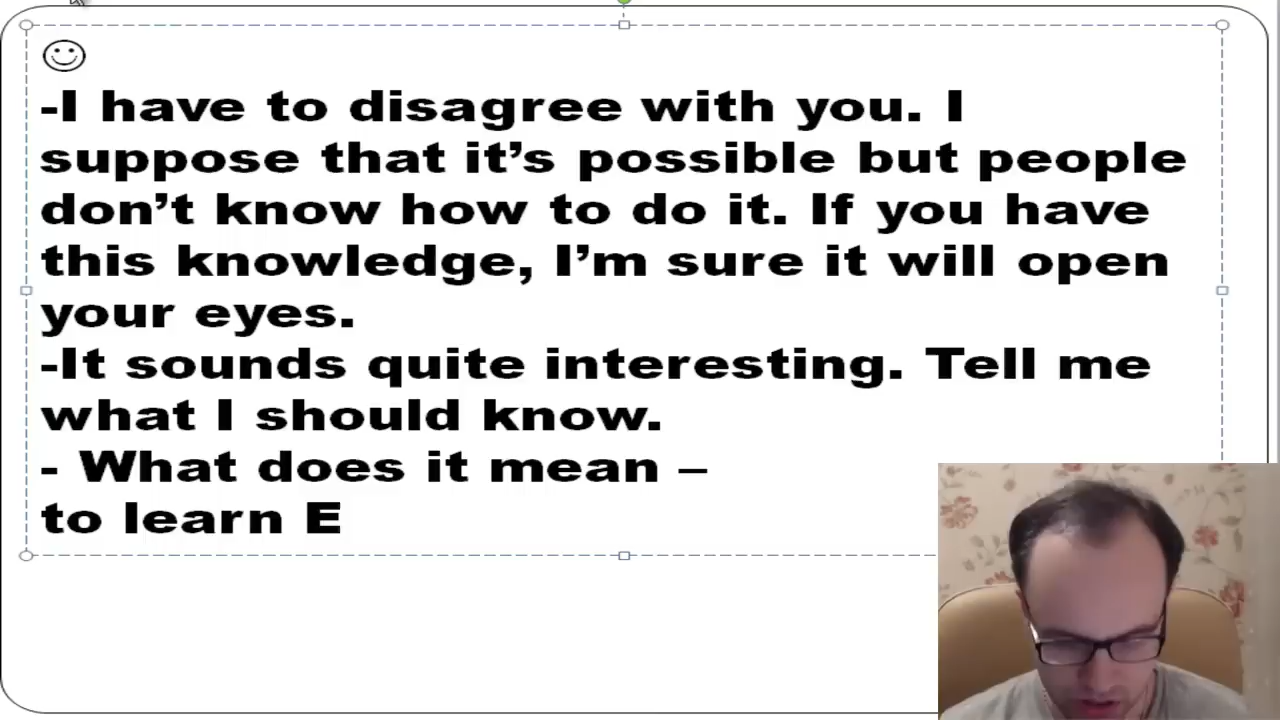 -I have to disagree with you. I
suppose that it’s possible but people
don’t know how to do it. If you have
this knowledge, I’m sure it will open
your eyes.
-It sounds quite interesting. Tell me
what I should know.
- What does it mean –
to learn E